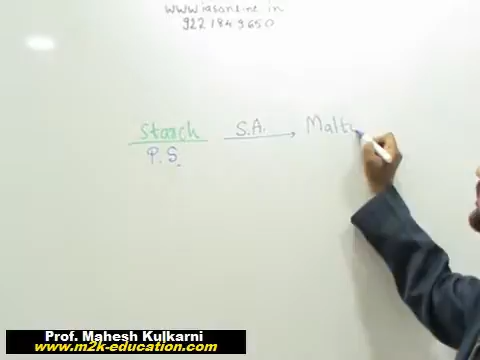 www.iasonline.in
9221849650
Starch S.A. Malt
P.S.
Prof. Mahesh Kulkarni
www.m2k-education.com